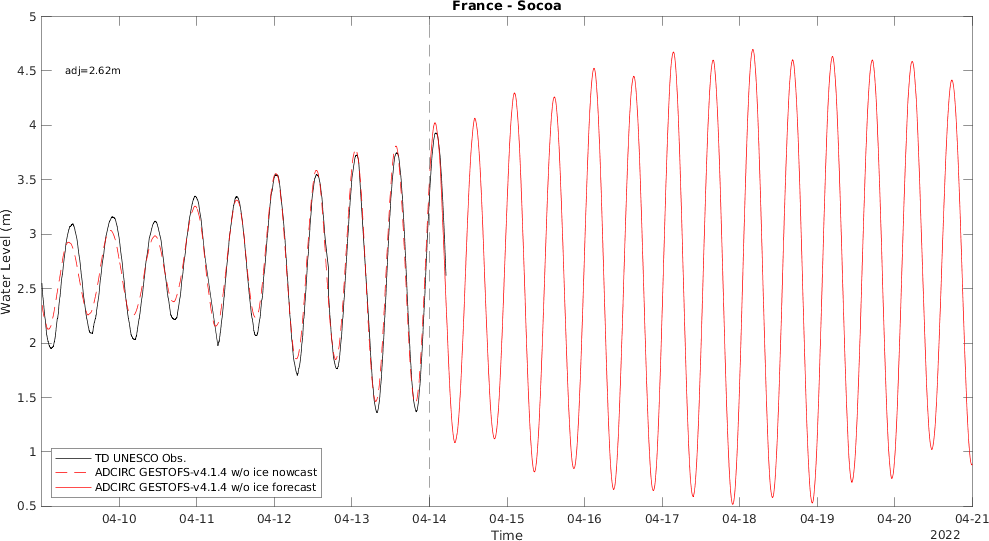 France - Socoa
5
4.5
4
3.5
3
2.5
2
1.5
1
0.5
Water Level (m)
adj=2.62m
TD UNESCO Obs.
ADCIRC GESTOFS-v4.1.4 w/o ice nowcast
ADCIRC GESTOFS-v4.1.4 w/o ice forecast
04-10 04-11 04-12 04-13 04-14 04-15 04-16 04-17 04-18 04-19 04-20 04-21
Time
2022